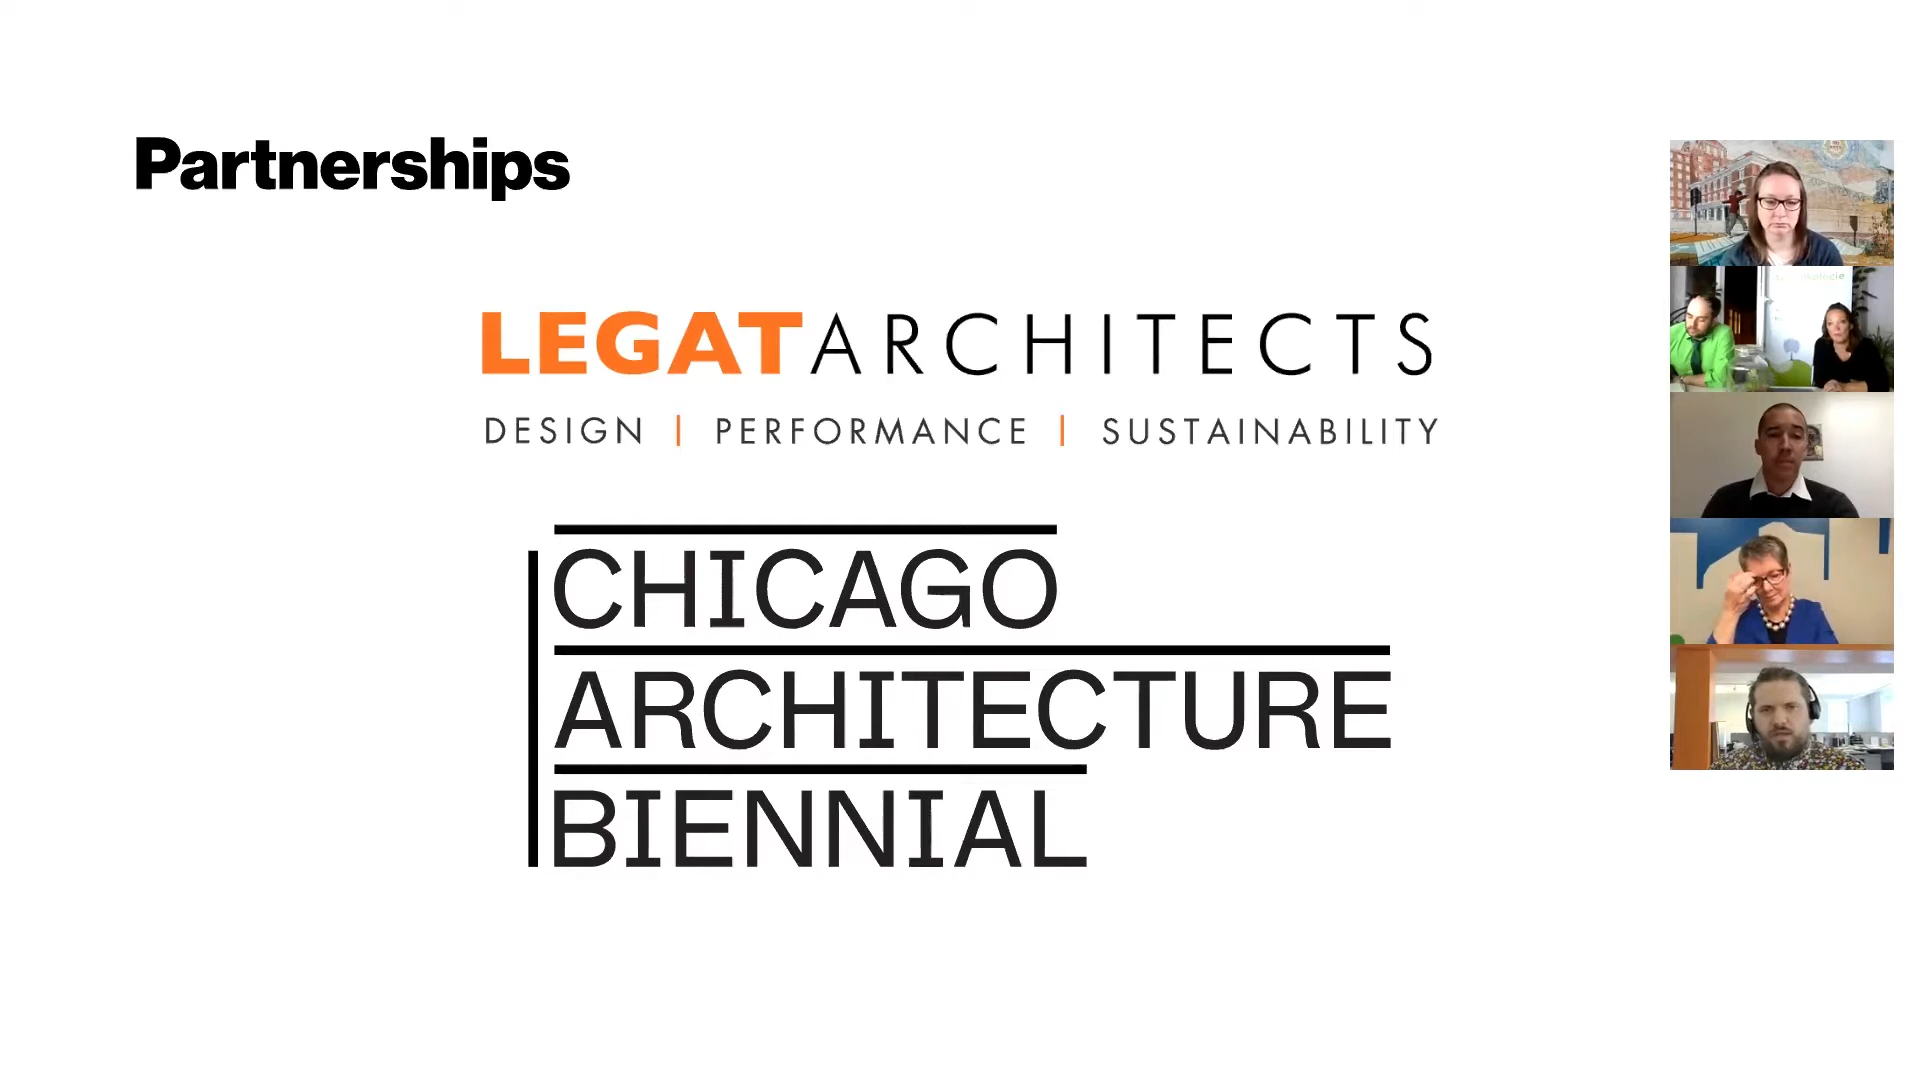 Partnerships
LEGATARCHITECTS
DESIGN | PERFORMANCE | SUSTAINABILITY
CHICAGO
ARCHITECTURE
BIENNIAL